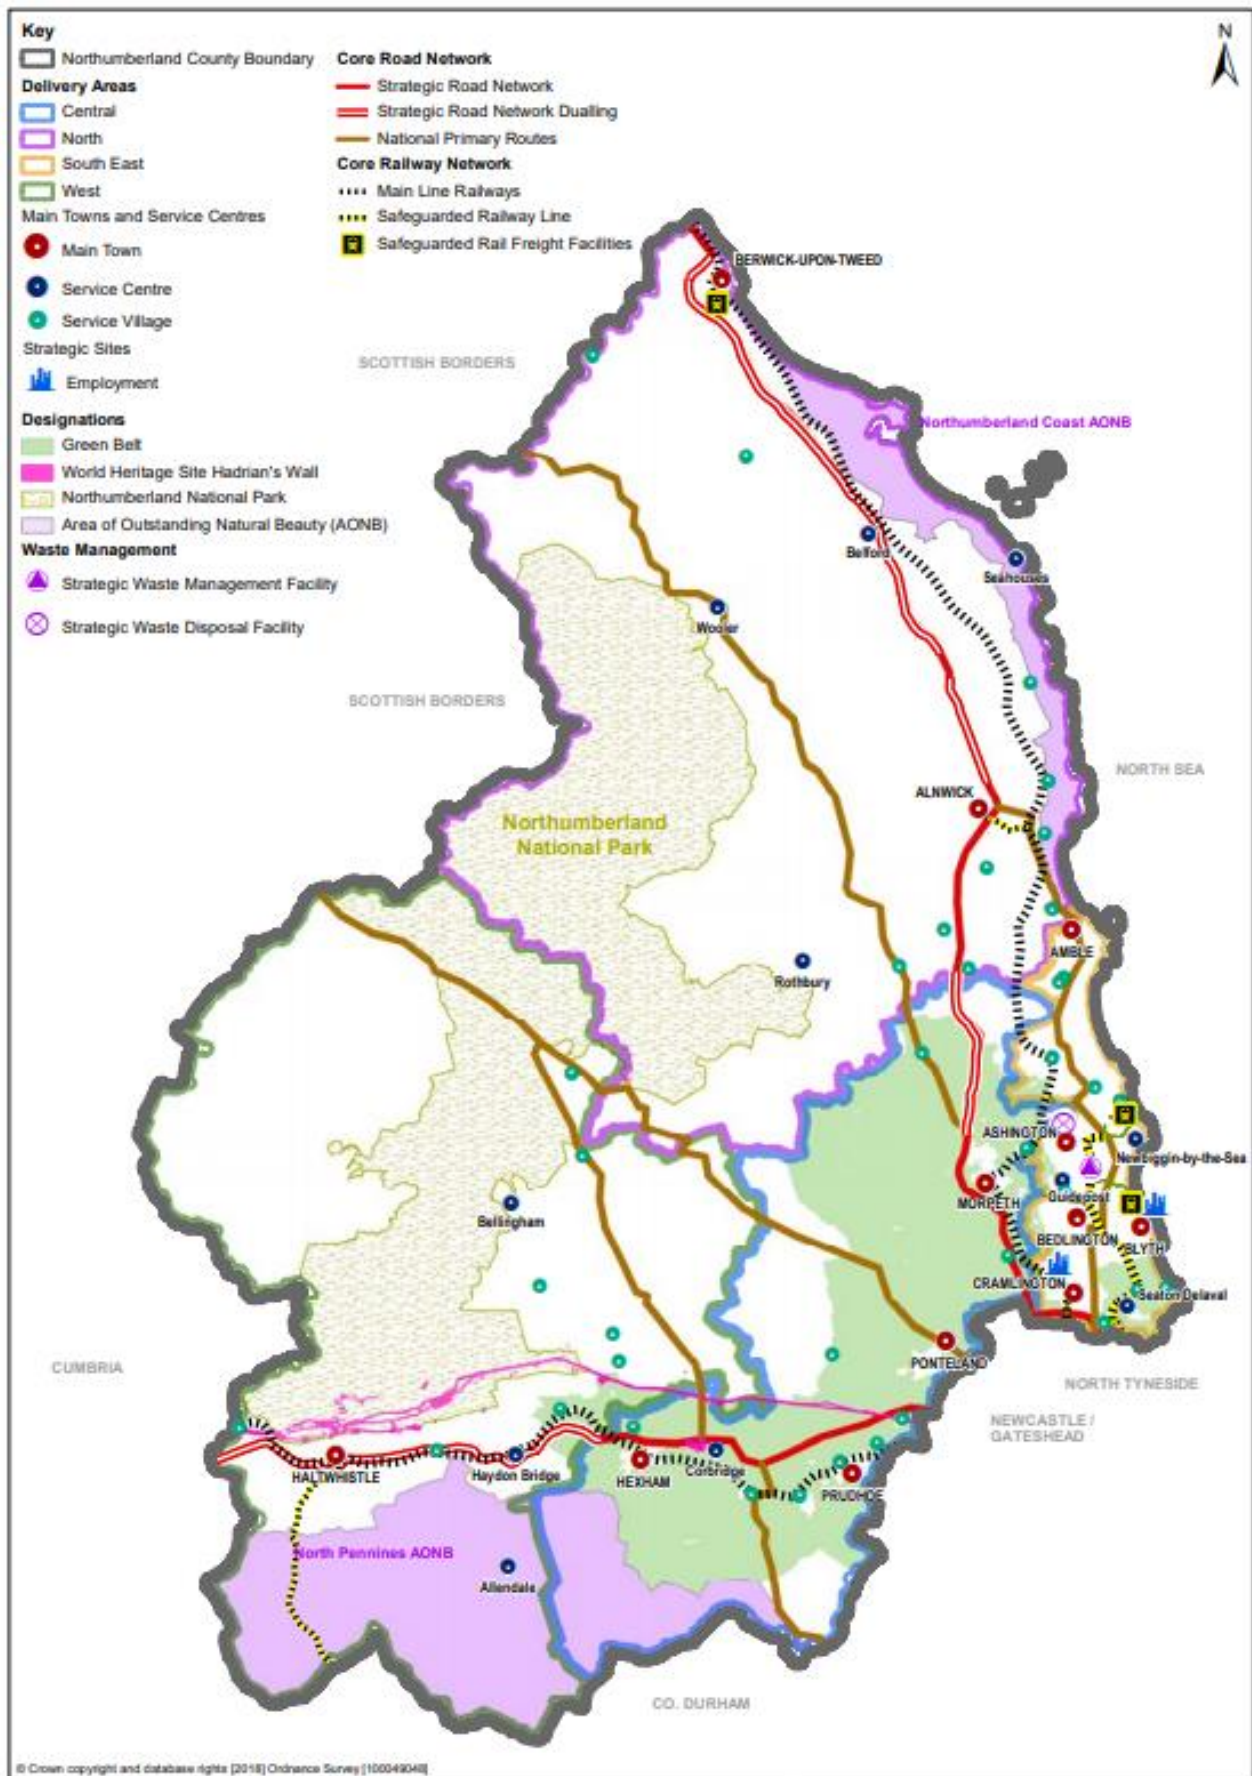 Key
Northumberland County Boundary
Delivery Areas
Central
North
South East
West
Main Towns and Service Centres
Main Town
Service Centre
Service Village
Strategic Sites
Employment
Designations
Green Belt
World Heritage Site Hadrian's Wall
Northumberland National Park
Area of Outstanding Natural Beauty (AONB)
Waste Management
Strategic Waste Management Facility
Strategic Waste Disposal Facility
Core Road Network
Strategic Road Network
Strategic Road Network Dualling
National Primary Routes
Core Railway Network
Main Line Railways
Safeguarded Railway Line
Safeguarded Rail Freight Facilities
N
BERWICK-UPON-TWEED
SCOTTISH BORDERS
Northumberland Coast AONB
Belford
Seahouses
Wooler
SCOTTISH BORDERS
NORTH SEA
ALNWICK
Northumberland
National Park
AMBLE
Rothbury
ASHINGTON
Newbiggin-by-the-Sea
MORPETH
Guidepost
Bellingham
BEDLINGTON
BLYTH
CRAMLINGTON
Seaton Delaval
PONTELAND
CUMBRIA
NORTH TYNESIDE
NEWCASTLE /
GATESHEAD
HALTWHISTLE
Haydon Bridge
HEXHAM
Corbridge
PRUDHOE
North Pennines AONB
Allendale
CO. DURHAM
© Crown copyright and database rights [2018] Ordnance Survey [100049048]